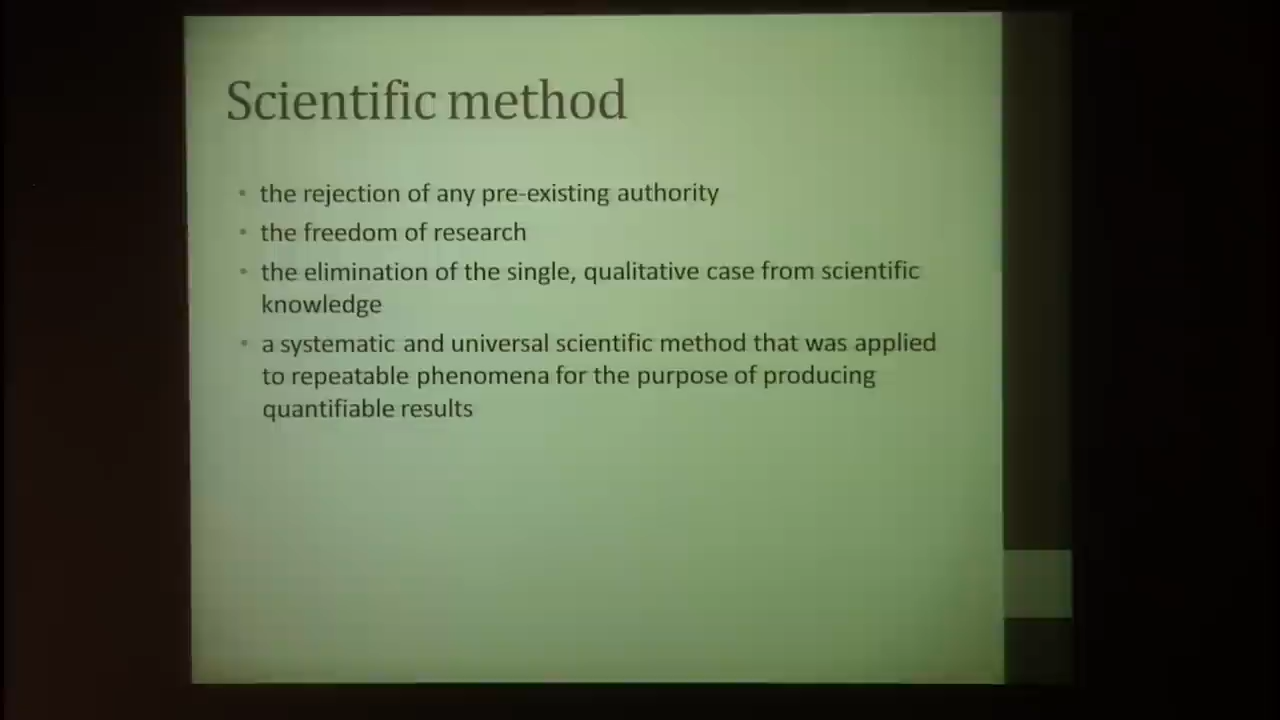 Scientific method
• the rejection of any pre-existing authority
• the freedom of research
• the elimination of the single, qualitative case from scientific
knowledge
• a systematic and universal scientific method that was applied
to repeatable phenomena for the purpose of producing
quantifiable results